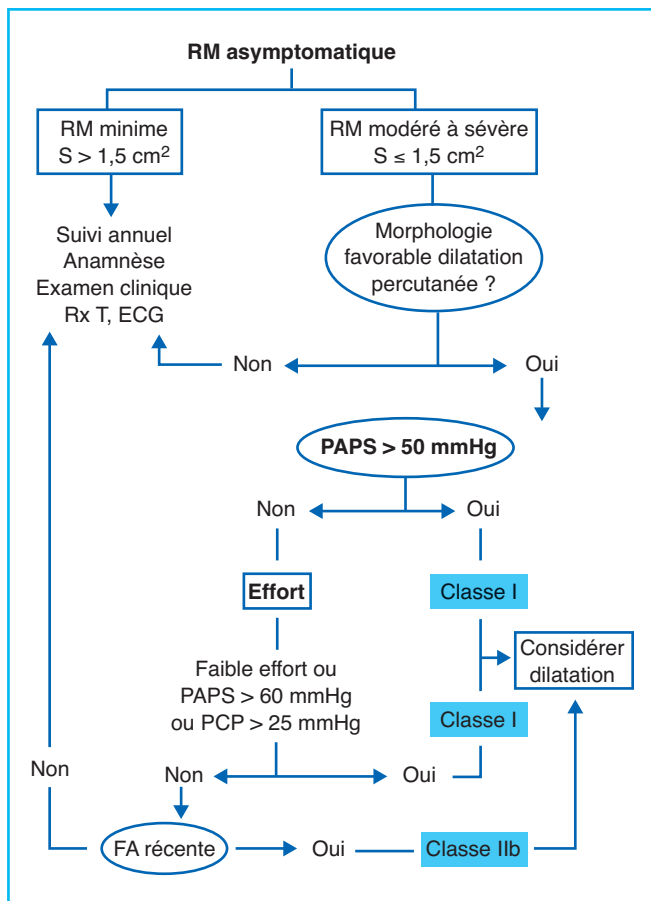 RM asymptomatique
RM minime
S > 1,5 cm²
RM modéré à sévère
S ≤ 1,5 cm²
Suivi annuel
Anamnèse
Examen clinique
Rx T, ECG
Morphologie
favorable dilatation
percutanée ?
Non
Oui
PAPS > 50 mmHg
Non
Oui
Effort
Classe I
Considérer
dilatation
Faible effort ou
PAPS > 60 mmHg
ou PCP > 25 mmHg
Classe I
Non
Non
Oui
FA récente
Oui
Classe IIb